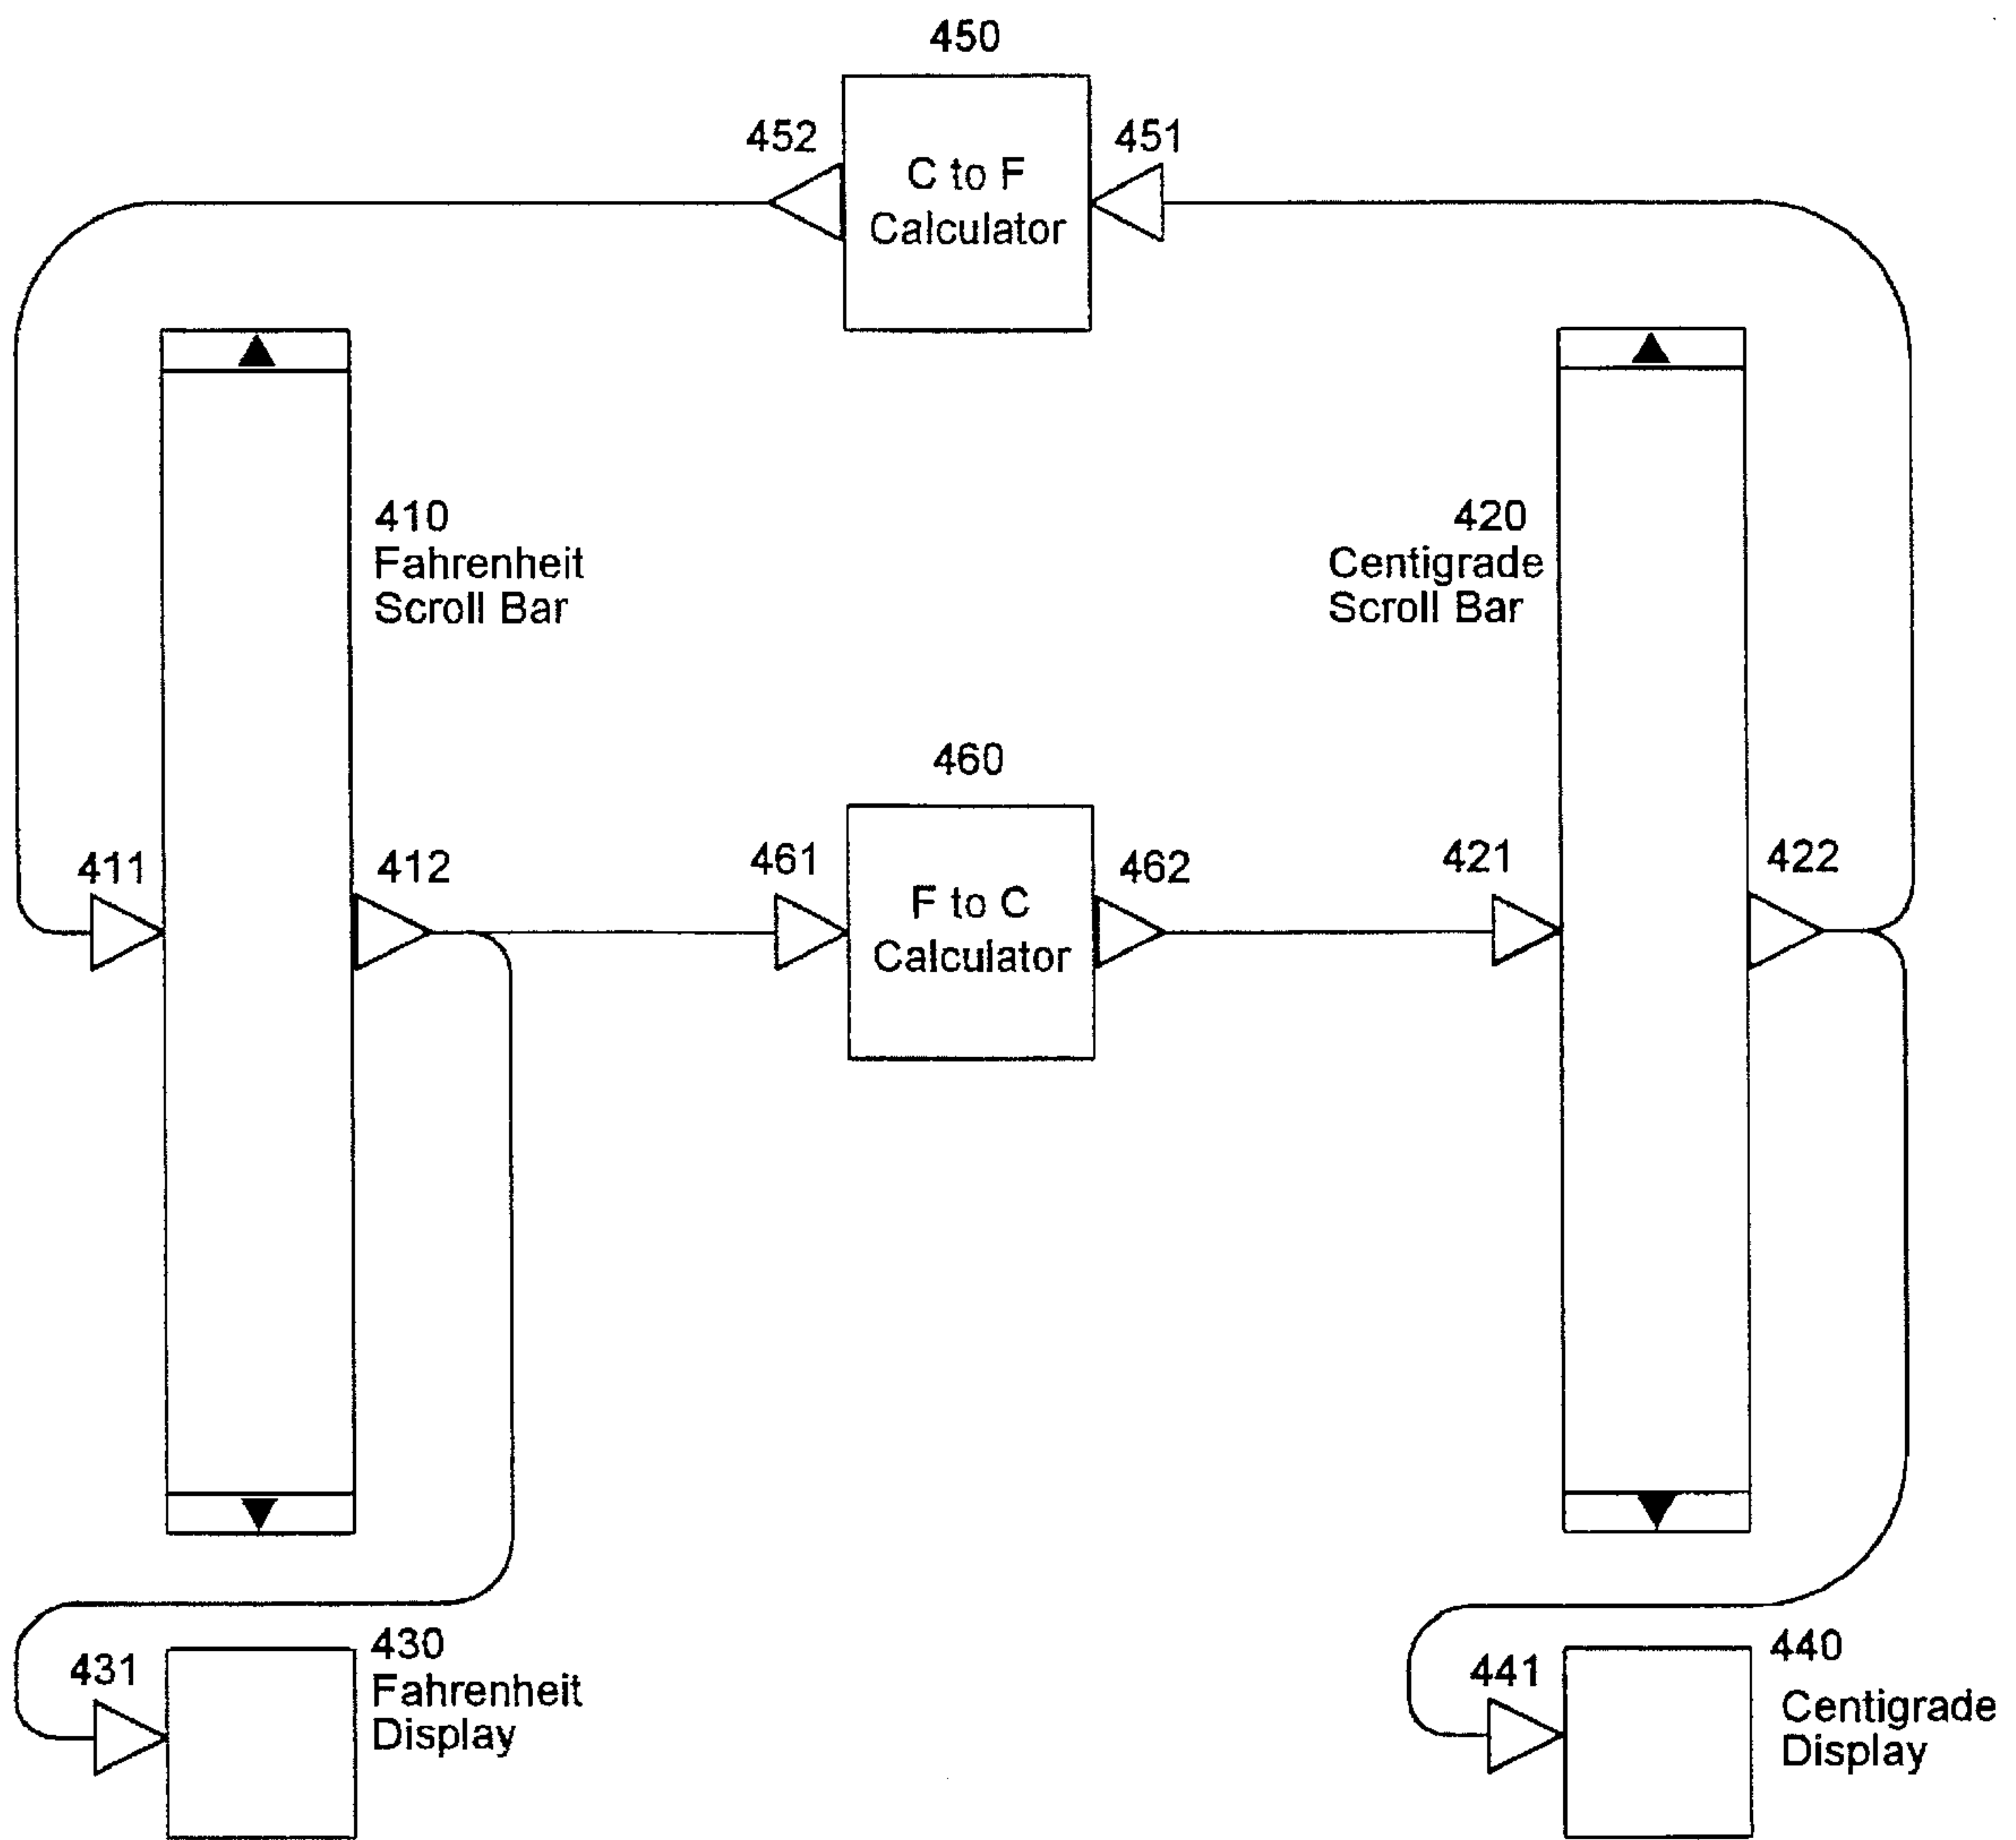 450
452
451
C to F
Calculator
410
Fahrenheit
Scroll Bar
420
Centigrade
Scroll Bar
460
411
412
461
462
421
422
F to C
Calculator
430
Fahrenheit
Display
431
440
Centigrade
Display
441